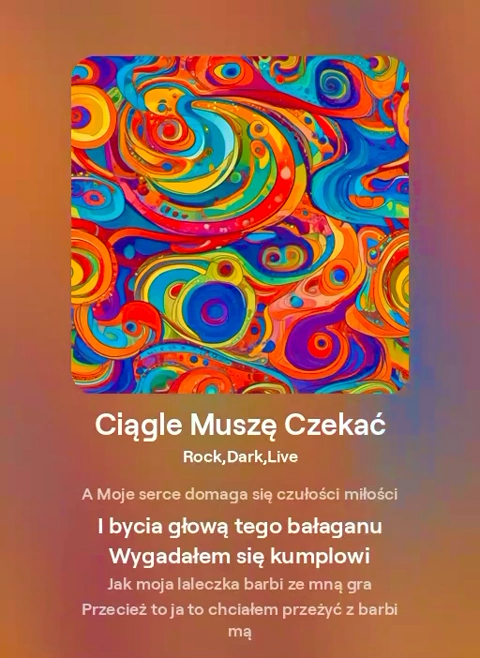 Ciągle Muszę Czekać
Rock,Dark,Live
A Moje serce domaga się czułości miłości
I bycia głową tego bałaganu
Wygadałem się kumplowi
Jak moja laleczka barbi ze mną gra
Przecież to ja to chciałem przeżyć z barbi
mą